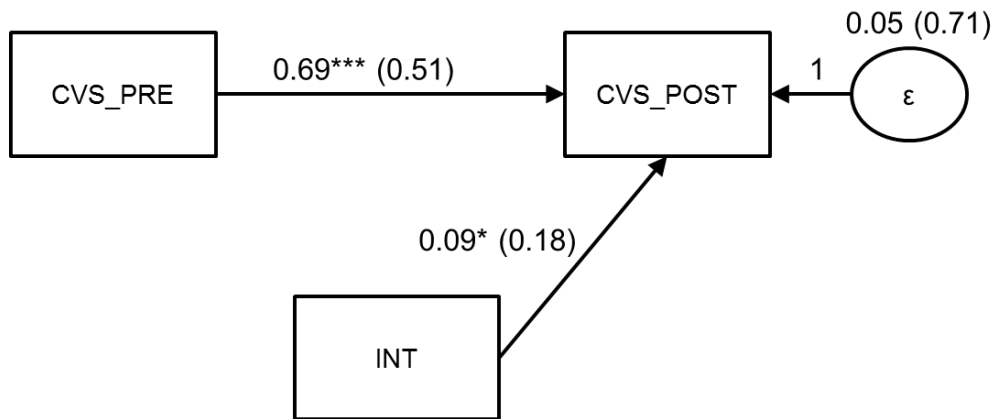 0.05 (0.71)
CVS_PRE
0.69*** (0.51)
CVS_POST
1
ε
0.09* (0.18)
INT